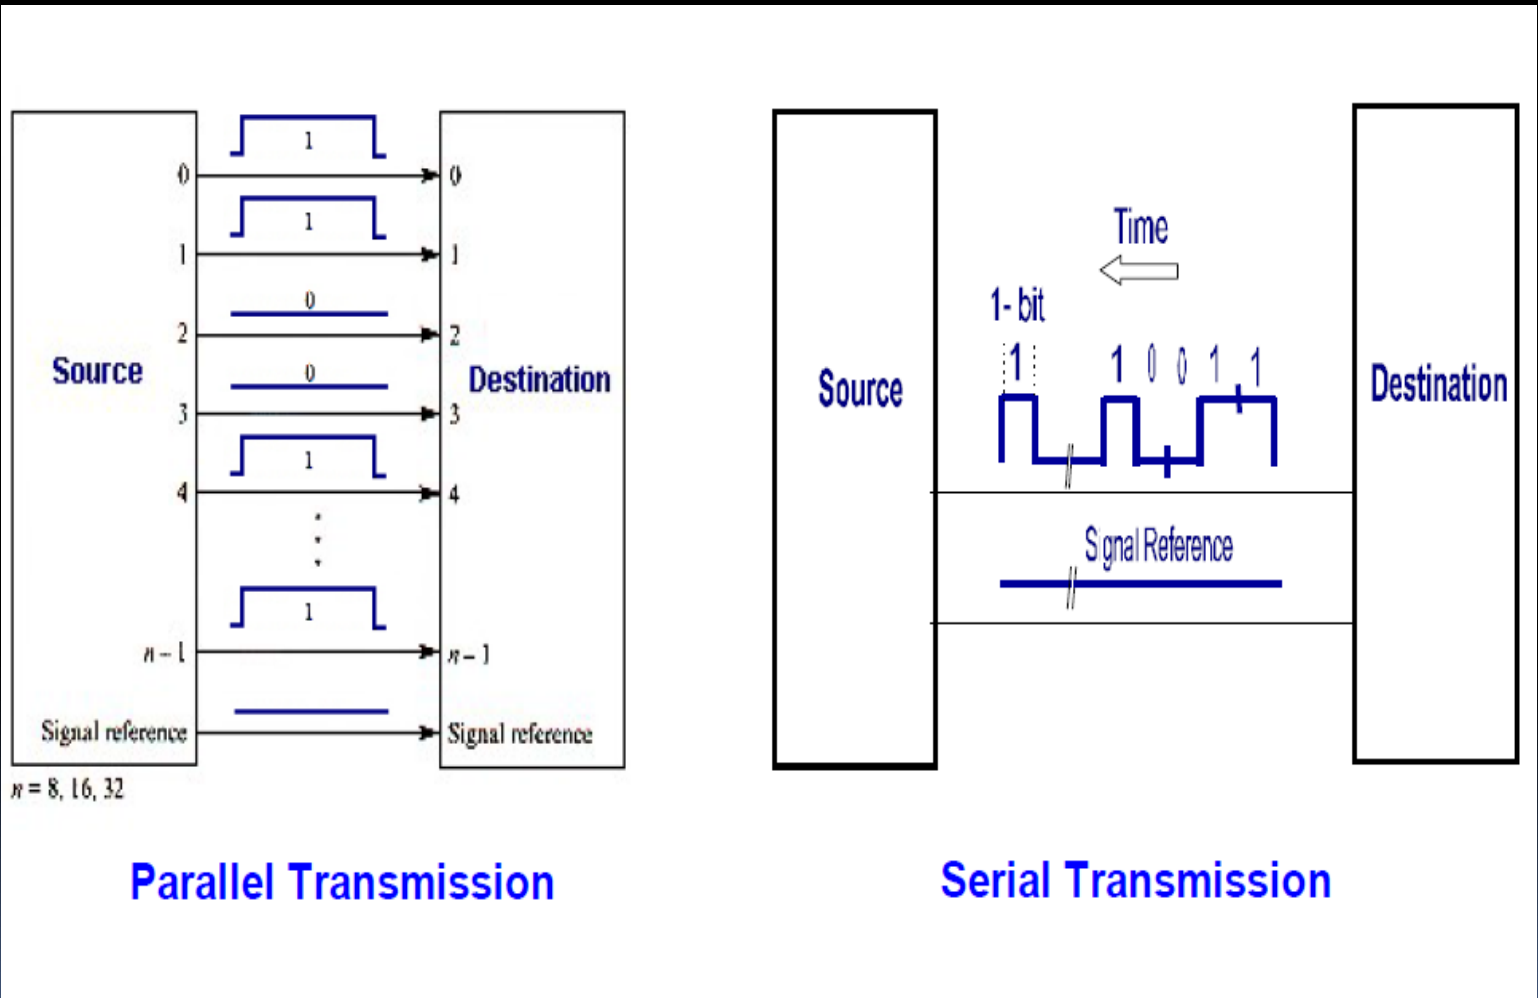 1
0
0
1
1
1
0
2
2
0
Source
Destination
3
3
1
4
4
1
n – 1
n – 1
Signal reference
Signal reference
n = 8, 16, 32
Parallel Transmission
Time
1- bit
1
1 0 0 1 1
Source
Destination
Signal Reference
Serial Transmission